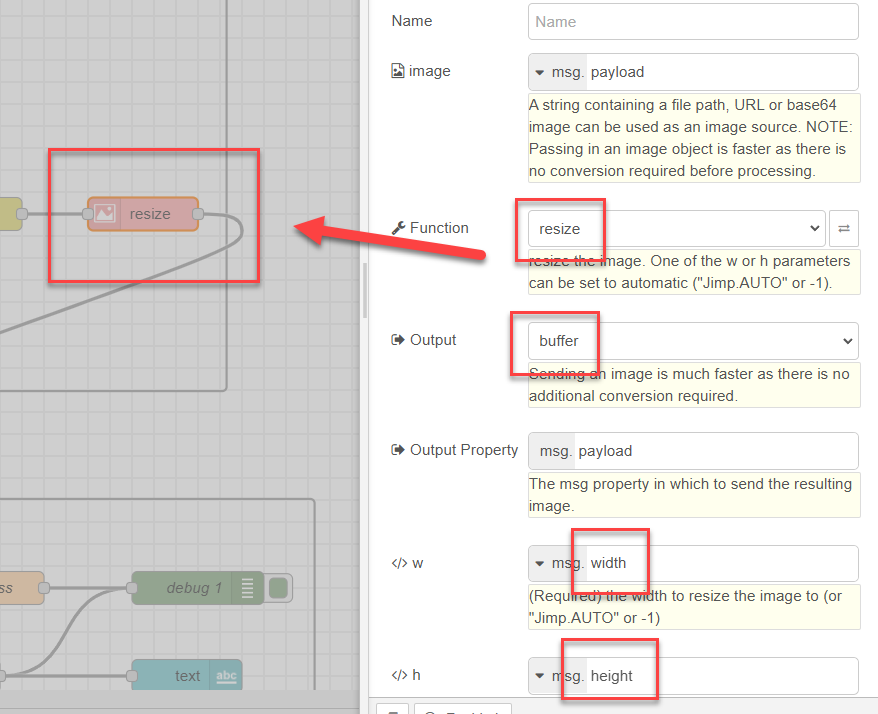 Name
Name
image
msg. payload
A string containing a file path, URL or base64
image can be used as an image source. NOTE:
Passing in an image object is faster as there is
no conversion required before processing.
resize
Function
resize
resize the image. One of the w or h parameters
can be set to automatic ("Jimp.AUTO" or -1).
Output
buffer
Sending an image is much faster as there is no
additional conversion required.
Output Property
msg. payload
The msg property in which to send the resulting
image.
</> w
msg. width
(Required) the width to resize the image to (or
"Jimp.AUTO" or -1)
ss
debug 1
</> h
msg. height
text
abc